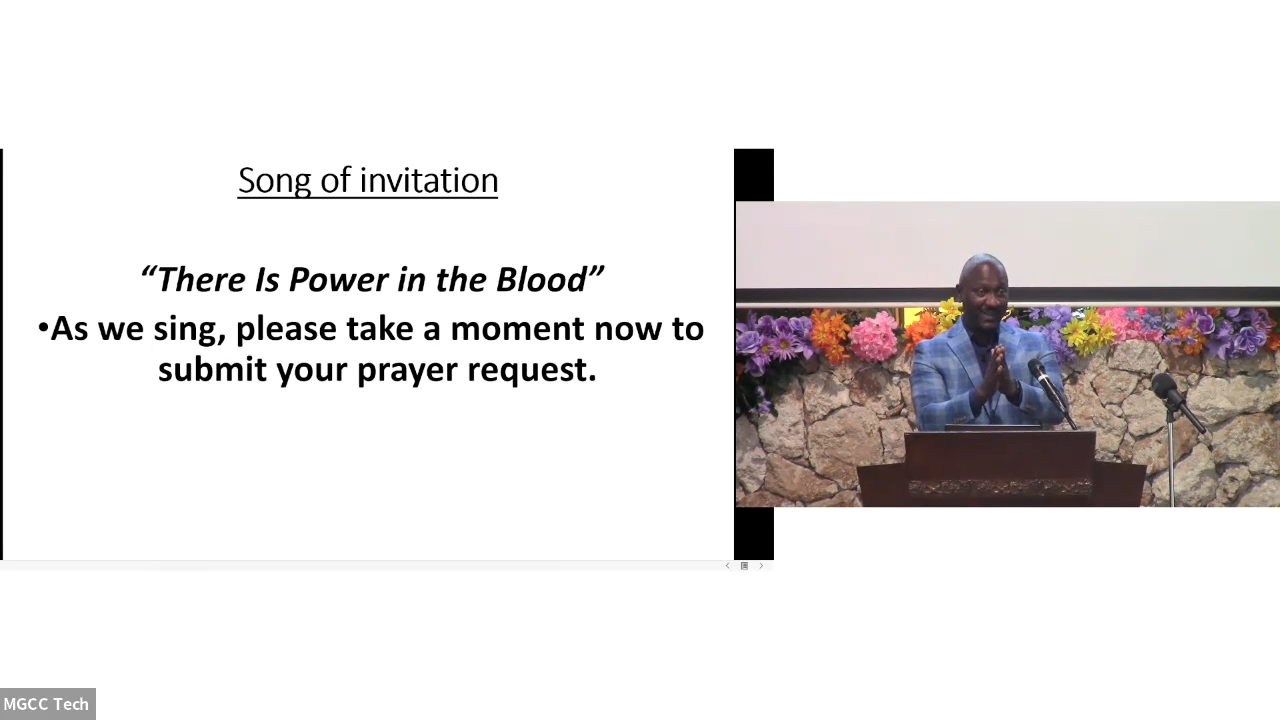 Song of invitation
“There Is Power in the Blood”
•As we sing, please take a moment now to
submit your prayer request.
MGCC Tech